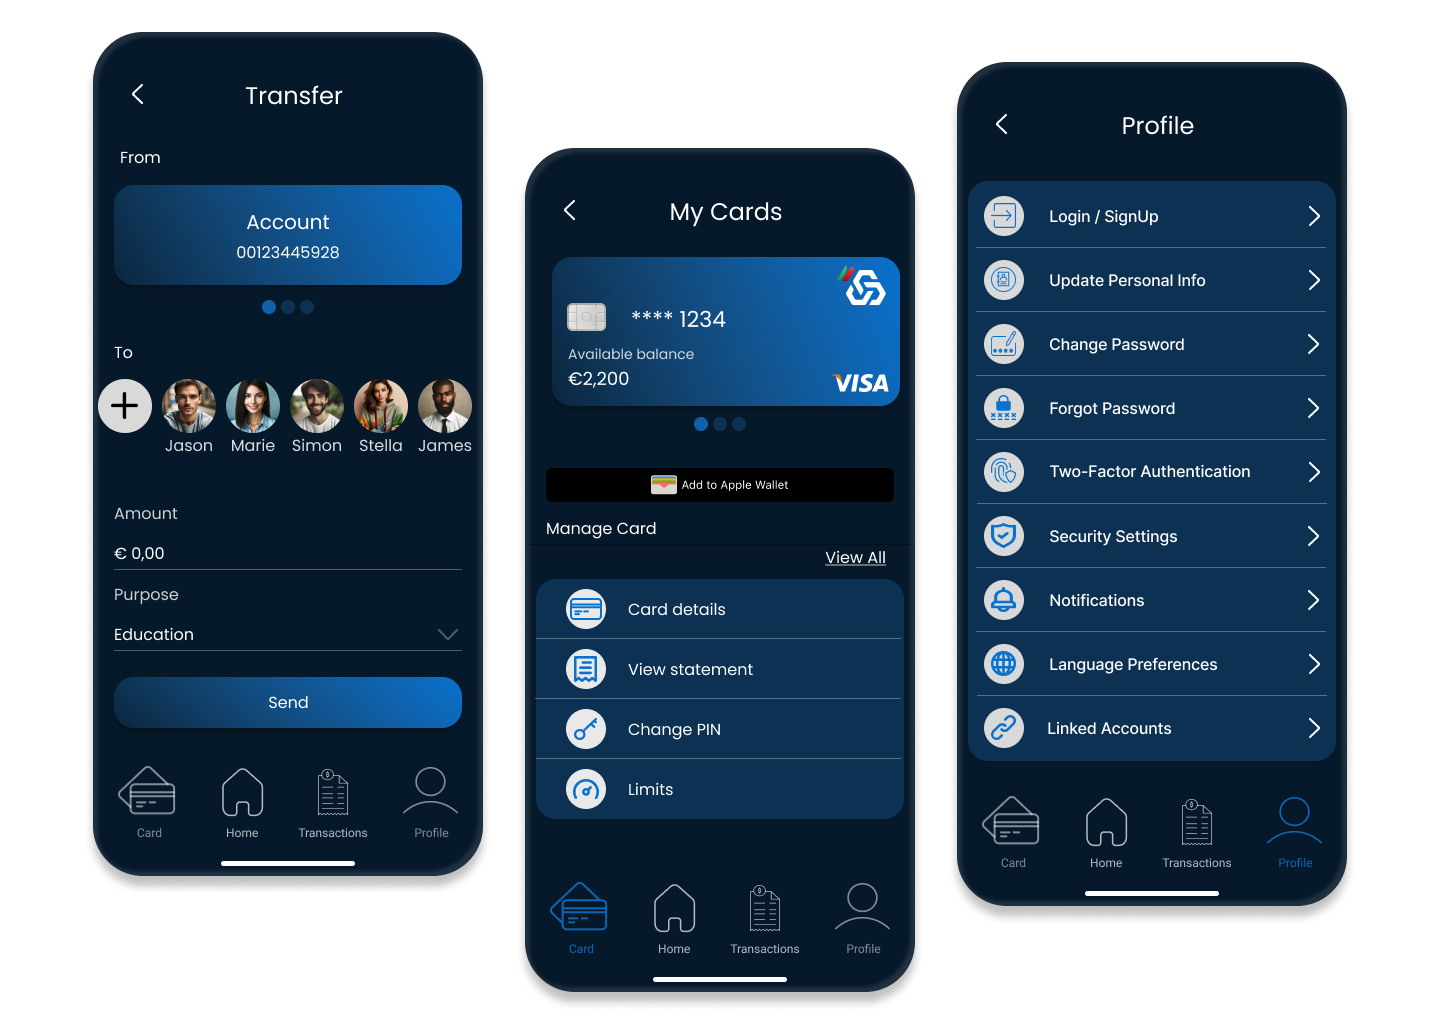 Transfer
From
Account
00123445928
To
Jason Marie Simon Stella James
Amount
€ 0,00
Purpose
Education
Send
Card Home Transactions Profile
My Cards
**** 1234
Available balance
€2,200
VISA
Add to Apple Wallet
Manage Card
View All
Card details
View statement
Change PIN
Limits
Card Home Transactions Profile
Profile
Login / SignUp
Update Personal Info
Change Password
Forgot Password
Two-Factor Authentication
Security Settings
Notifications
Language Preferences
Linked Accounts
Card Home Transactions Profile